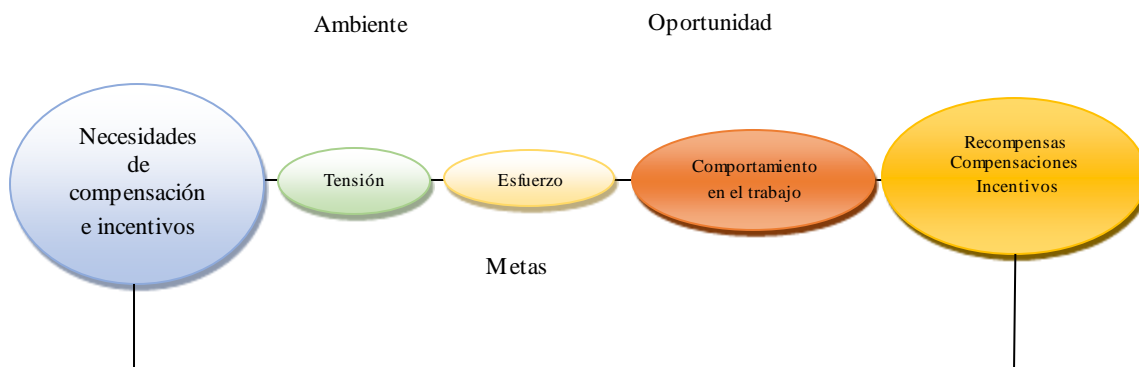 Ambiente
Oportunidad
Necesidades
de
compensación
e incentivos
Tensión
Esfuerzo
Comportamiento
en el trabajo
Recompensas
Compensaciones
Incentivos
Metas